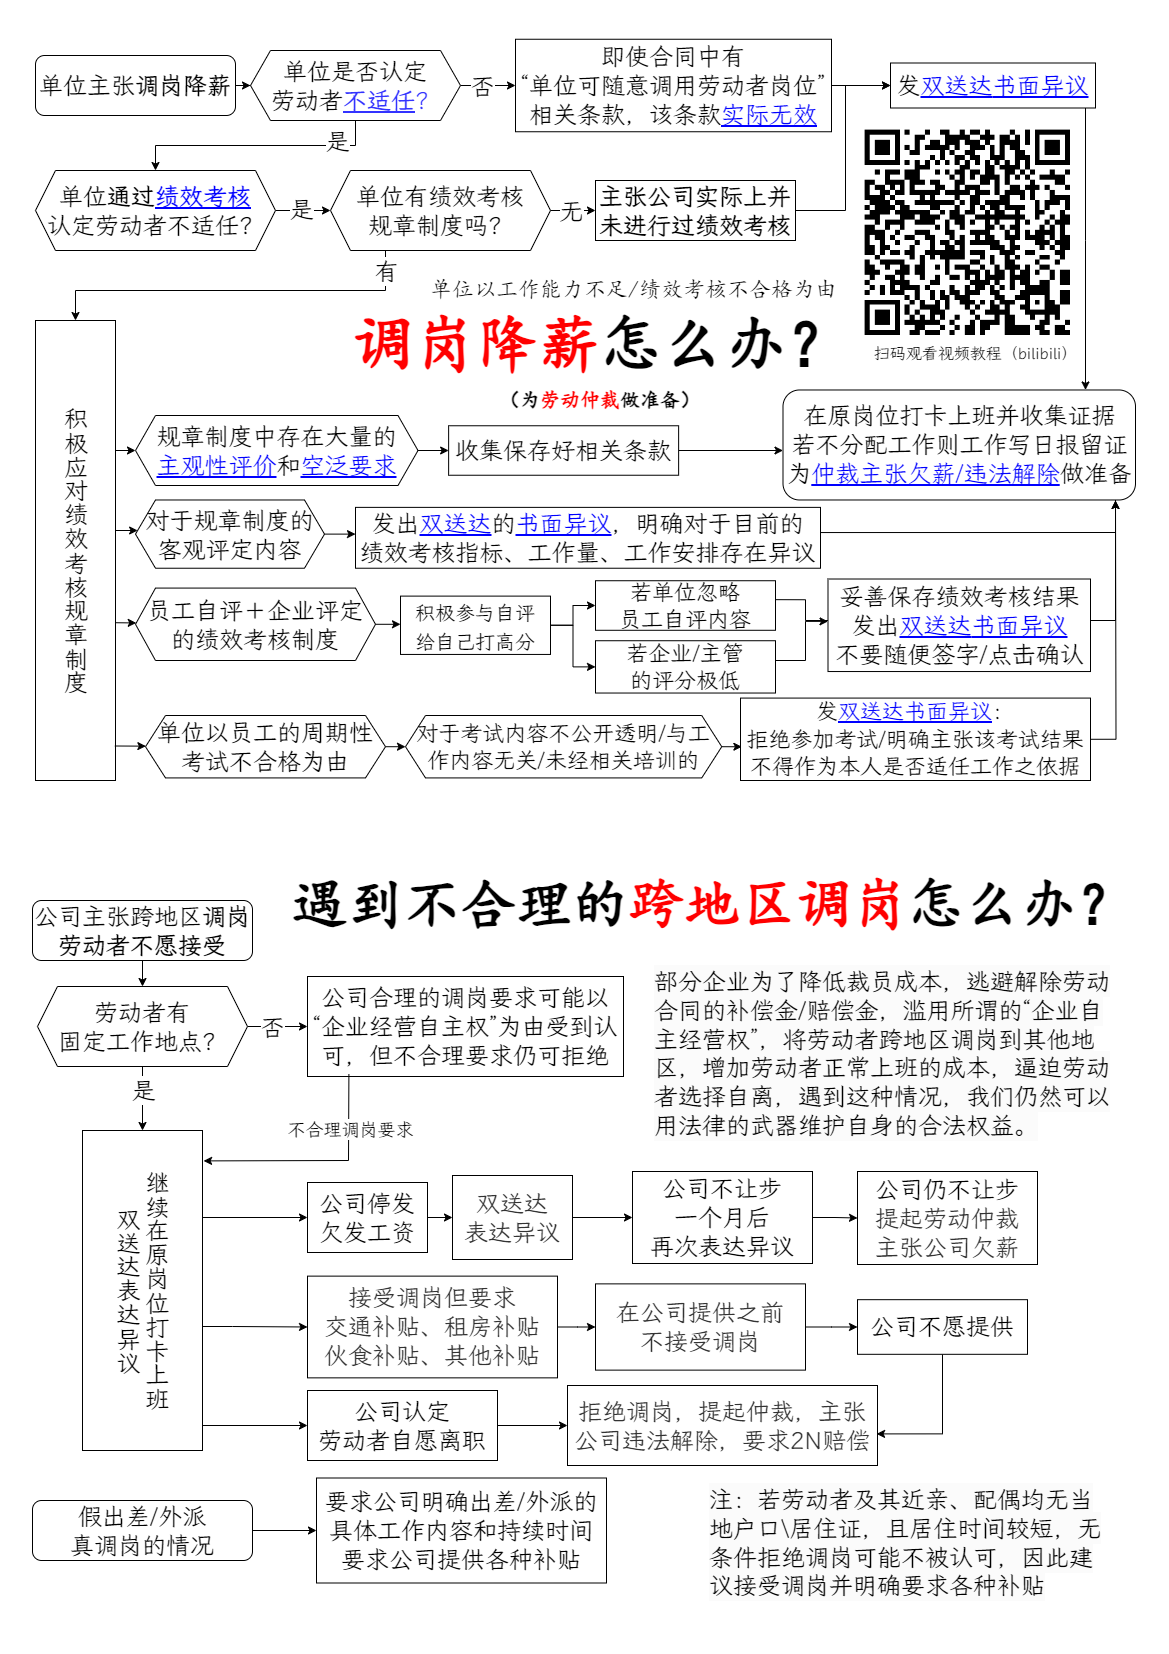 单位主张调岗降薪
单位是否认定
劳动者不适任？
否
即使合同中有
“单位可随意调用劳动者岗位”
相关条款，该条款实际无效
发双送达书面异议
是
单位通过绩效考核
认定劳动者不适任？
是
单位有绩效考核
规章制度吗？
无
主张公司实际上并
未进行过绩效考核
有
单位以工作能力不足/绩效考核不合格为由
调岗降薪怎么办？
（为劳动仲裁做准备）
扫码观看视频教程（bilibili）
积极应对绩效考核规章制度
规章制度中存在大量的
主观性评价和空泛要求
收集保存好相关条款
在原岗位打卡上班并收集证据
若不分配工作则工作写日报留证
为仲裁主张欠薪/违法解除做准备
对于规章制度的
客观评定内容
发出双送达的书面异议，明确对于目前的
绩效考核指标、工作量、工作安排存在异议
员工自评＋企业评定
的绩效考核制度
积极参与自评
给自己打高分
若单位忽略
员工自评内容
若企业/主管
的评分极低
妥善保存绩效考核结果
发出双送达书面异议
不要随便签字/点击确认
单位以员工的周期性
考试不合格为由
对于考试内容不公开透明/与工
作内容无关/未经相关培训的
发双送达书面异议：
拒绝参加考试/明确主张该考试结果
不得作为本人是否适任工作之依据
遇到不合理的跨地区调岗怎么办？
公司主张跨地区调岗
劳动者不愿接受
劳动者有
固定工作地点？
否
公司合理的调岗要求可能以
“企业经营自主权”为由受到认
可，但不合理要求仍可拒绝
部分企业为了降低裁员成本，逃避解除劳动
合同的补偿金/赔偿金，滥用所谓的“企业自
主经营权”，将劳动者跨地区调岗到其他地
区，增加劳动者正常上班的成本，逼迫劳动
者选择自离，遇到这种情况，我们仍然可以
用法律的武器维护自身的合法权益。
是
不合理调岗要求
继续在原岗位打卡上班
双送达表达异议
公司停发
欠发工资
双送达
表达异议
公司不让步
一个月后
再次表达异议
公司仍不让步
提起劳动仲裁
主张公司欠薪
接受调岗但要求
交通补贴、租房补贴
伙食补贴、其他补贴
在公司提供之前
不接受调岗
公司不愿提供
公司认定
劳动者自愿离职
拒绝调岗，提起仲裁，主张
公司违法解除，要求2N赔偿
假出差/外派
真调岗的情况
要求公司明确出差/外派的
具体工作内容和持续时间
要求公司提供各种补贴
注：若劳动者及其近亲、配偶均无当
地户口\居住证，且居住时间较短，无
条件拒绝调岗可能不被认可，因此建
议接受调岗并明确要求各种补贴